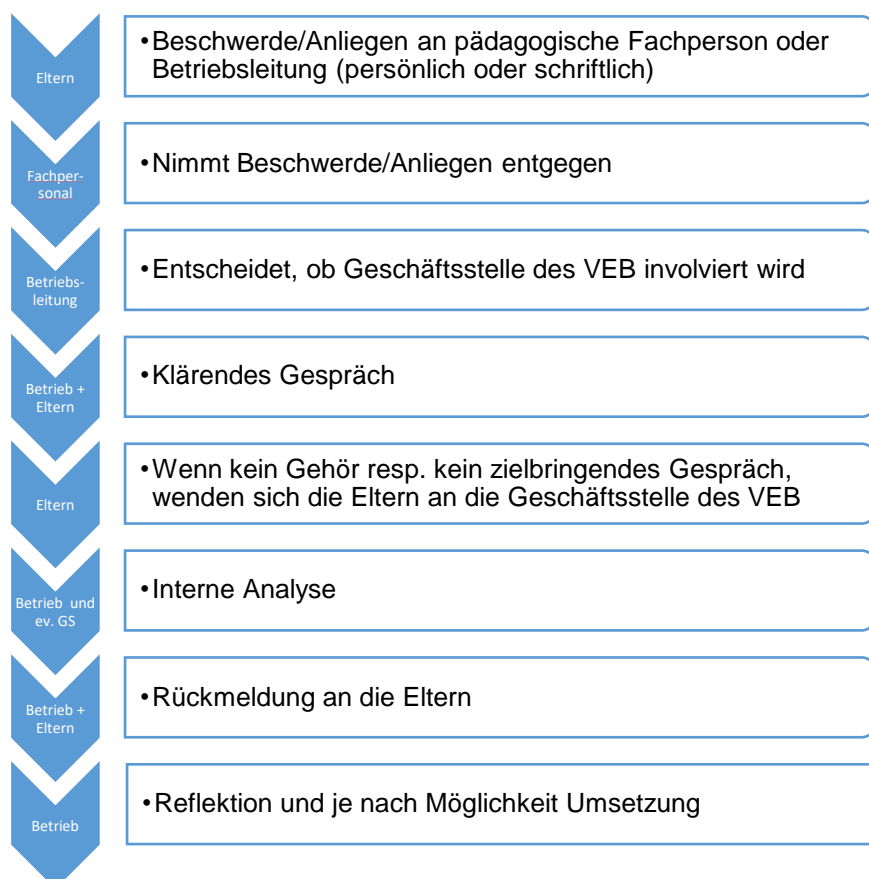 Eltern
•Beschwerde/Anliegen an pädagogische Fachperson oder
Betriebsleitung (persönlich oder schriftlich)
Fachper-
sonal
•Nimmt Beschwerde/Anliegen entgegen
Betriebs-
leitung
•Entscheidet, ob Geschäftsstelle des VEB involviert wird
Betrieb +
Eltern
•Klärendes Gespräch
Eltern
•Wenn kein Gehör resp. kein zielbringendes Gespräch,
wenden sich die Eltern an die Geschäftsstelle des VEB
Betrieb und
ev. GS
•Interne Analyse
Betrieb +
Eltern
•Rückmeldung an die Eltern
Betrieb
•Reflektion und je nach Möglichkeit Umsetzung